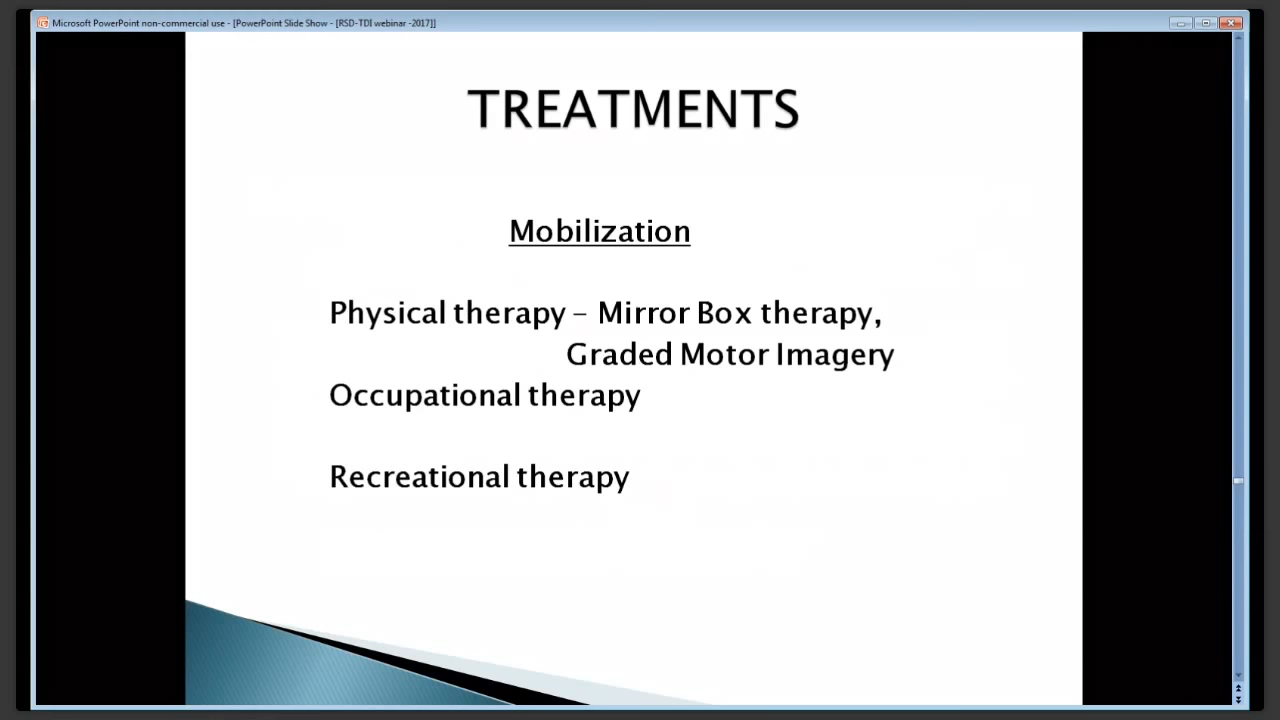 Microsoft PowerPoint non-commercial use - [PowerPoint Slide Show - [RSD-TDI webinar -2017]]
TREATMENTS
Mobilization
Physical therapy – Mirror Box therapy,
Graded Motor Imagery
Occupational therapy
Recreational therapy